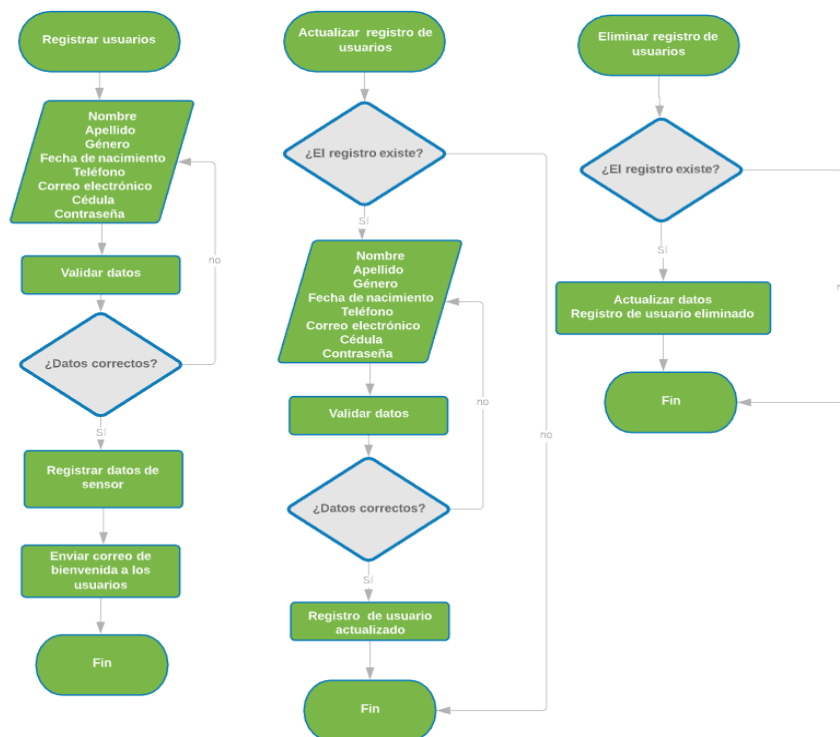 Registrar usuarios
Nombre
Apellido
Género
Fecha de nacimiento
Teléfono
Correo electrónico
Cédula
Contraseña
no
Validar datos
¿Datos correctos?
Sí
Registrar datos de
sensor
Enviar correo de
bienvenida a los
usuarios
Fin
Actualizar registro de
usuarios
¿El registro existe?
Sí
Nombre
Apellido
Género
Fecha de nacimiento
Teléfono
Correo electrónico
Cédula
Contraseña
no
no
Validar datos
¿Datos correctos?
Sí
Registro de usuario
actualizado
Fin
Eliminar registro de
usuarios
¿El registro existe?
Sí
Actualizar datos
Registro de usuario eliminado
Fin